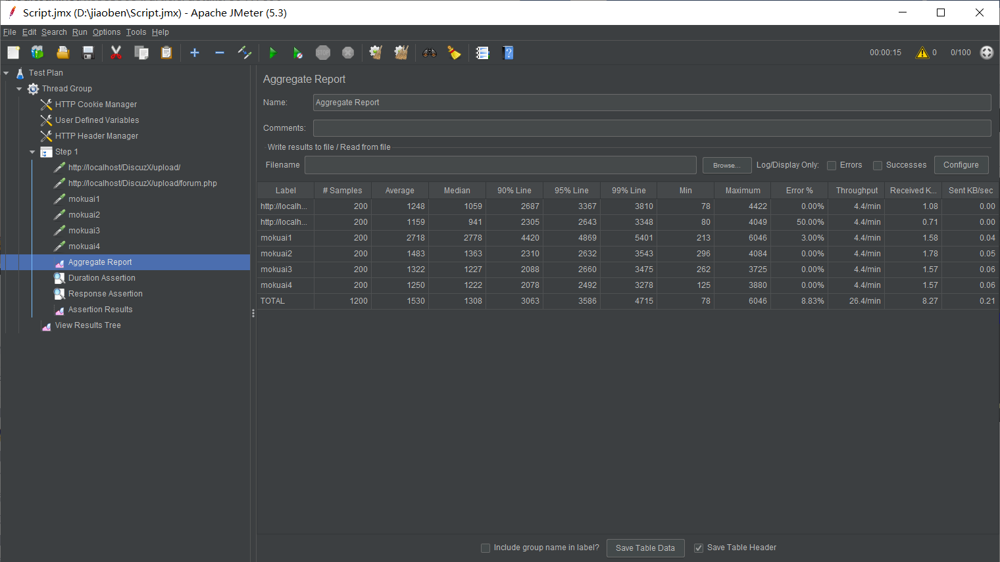 Script.jmx (D:\jiaoben\Script.jmx) - Apache JMeter (5.3)
File Edit Search Run Options Tools Help
STOP 00:00:15 0 0/100
Test Plan
Thread Group
HTTP Cookie Manager
User Defined Variables
HTTP Header Manager
Step 1
http://localhost/DiscuzX/upload/
http://localhost/DiscuzX/upload/forum.php
mokuai1
mokuai2
mokuai3
mokuai4
Aggregate Report
Duration Assertion
Response Assertion
Assertion Results
View Results Tree
Aggregate Report
Name: Aggregate Report
Comments:
Write results to file / Read from file
Filename Browse... Log/Display Only: Errors Successes Configure
Label # Samples Average Median 90% Line 95% Line 99% Line Min Maximum Error % Throughput Received K... Sent KB/sec
http://localh... 200 1248 1059 2687 3367 3810 78 4422 0.00% 4.4/min 1.08 0.00
http://localh... 200 1159 941 2305 2643 3348 80 4049 50.00% 4.4/min 0.71 0.00
mokuai1 200 2718 2778 4420 4869 5401 213 6046 3.00% 4.4/min 1.58 0.04
mokuai2 200 1483 1363 2310 2632 3543 296 4084 0.00% 4.4/min 1.78 0.05
mokuai3 200 1322 1227 2088 2660 3475 262 3725 0.00% 4.4/min 1.57 0.06
mokuai4 200 1250 1222 2078 2492 3278 125 3880 0.00% 4.4/min 1.57 0.06
TOTAL 1200 1530 1308 3063 3586 4715 78 6046 8.83% 26.4/min 8.27 0.21
Include group name in label? Save Table Data Save Table Header